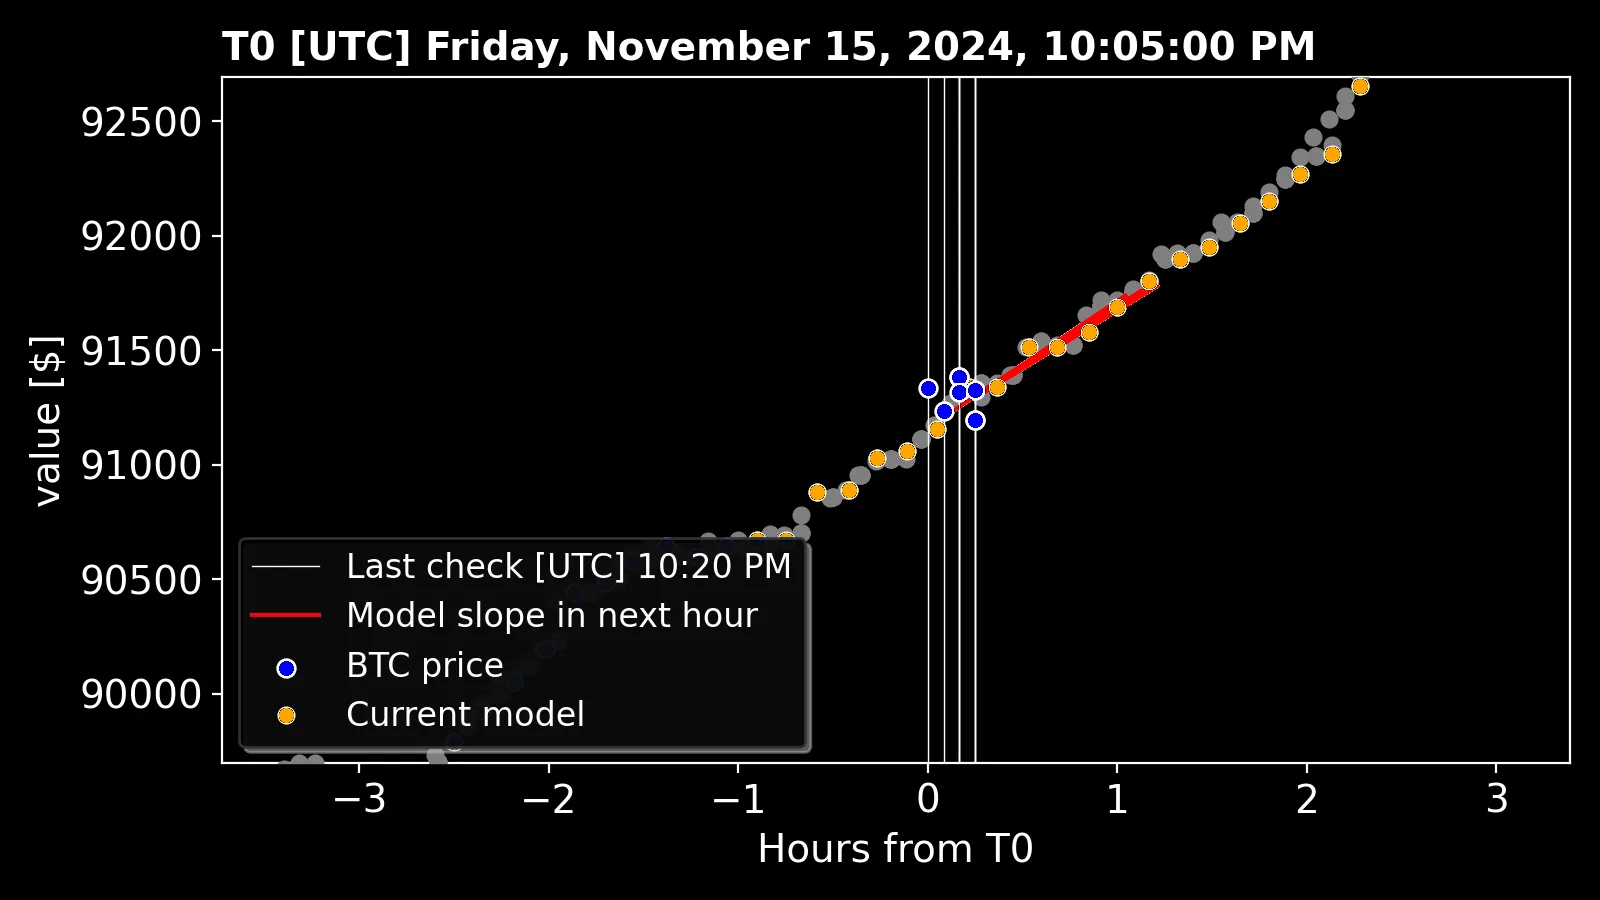 T0 [UTC] Friday, November 15, 2024, 10:05:00 PM
92500
92000
91500
91000
90500
90000
value [$]
Last check [UTC] 10:20 PM
Model slope in next hour
BTC price
Current model
−3 −2 −1 0 1 2 3
Hours from T0